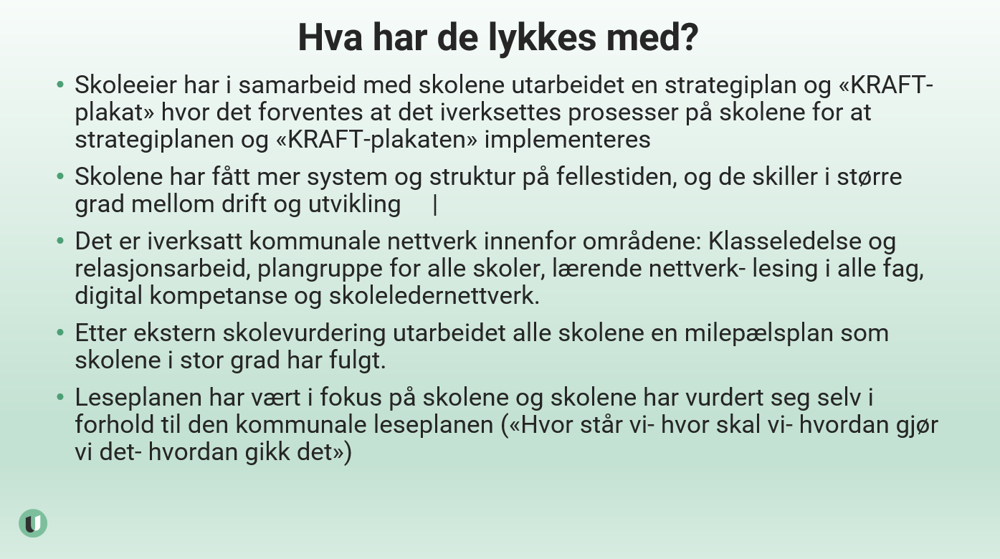 Hva har de lykkes med?
• Skoleeier har i samarbeid med skolene utarbeidet en strategiplan og «KRAFT-
plakat» hvor det forventes at det iverksettes prosesser på skolene for at
strategiplanen og «KRAFT-plakaten» implementeres
• Skolene har fått mer system og struktur på fellestiden, og de skiller i større
grad mellom drift og utvikling |
• Det er iverksatt kommunale nettverk innenfor områdene: Klasseledelse og
relasjonsarbeid, plangruppe for alle skoler, lærende nettverk- lesing i alle fag,
digital kompetanse og skoleledernettverk.
• Etter ekstern skolevurdering utarbeidet alle skolene en milepælsplan som
skolene i stor grad har fulgt.
• Leseplanen har vært i fokus på skolene og skolene har vurdert seg selv i
forhold til den kommunale leseplanen («Hvor står vi- hvor skal vi- hvordan gjør
vi det- hvordan gikk det»)
U